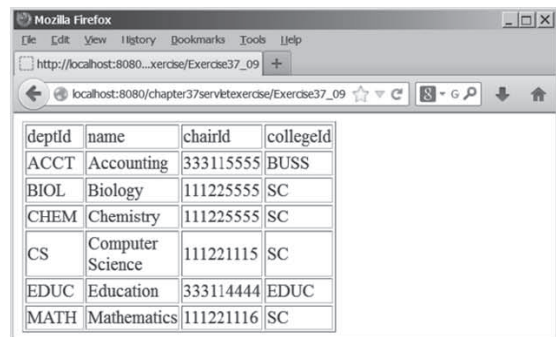 Mozilla Firefox
File Edit View History Bookmarks Tools Help
http://localhost:8080...xercise/Exercise37_09 +
localhost:8080/chapter37servletexercise/Exercise37_09 8 - G
deptId name chairId collegeId
ACCT Accounting 333115555 BUSS
BIOL Biology 111225555 SC
CHEM Chemistry 111225555 SC
CS Computer Science 111221115 SC
EDUC Education 333114444 EDUC
MATH Mathematics 111221116 SC